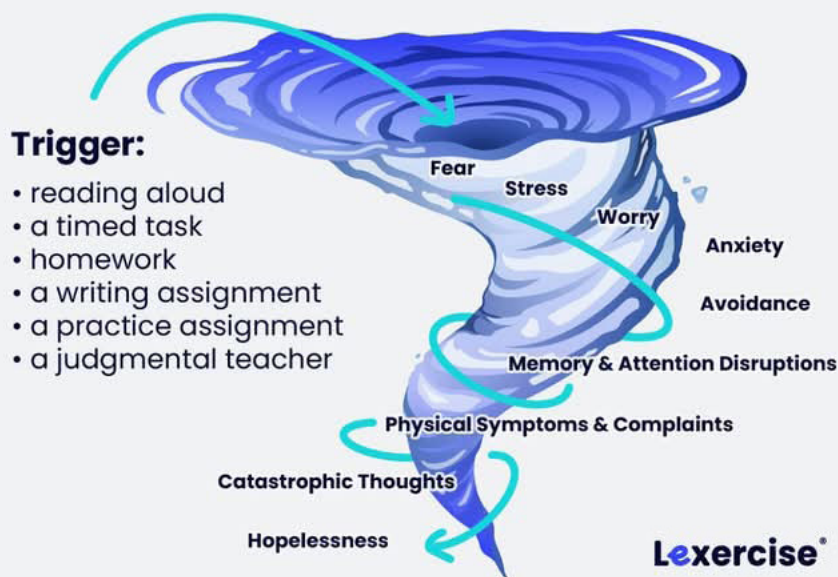 Trigger:
• reading aloud
• a timed task
• homework
• a writing assignment
• a practice assignment
• a judgmental teacher
Fear
Stress
Worry
Anxiety
Avoidance
Memory & Attention Disruptions
Physical Symptoms & Complaints
Catastrophic Thoughts
Hopelessness
Lexercise®